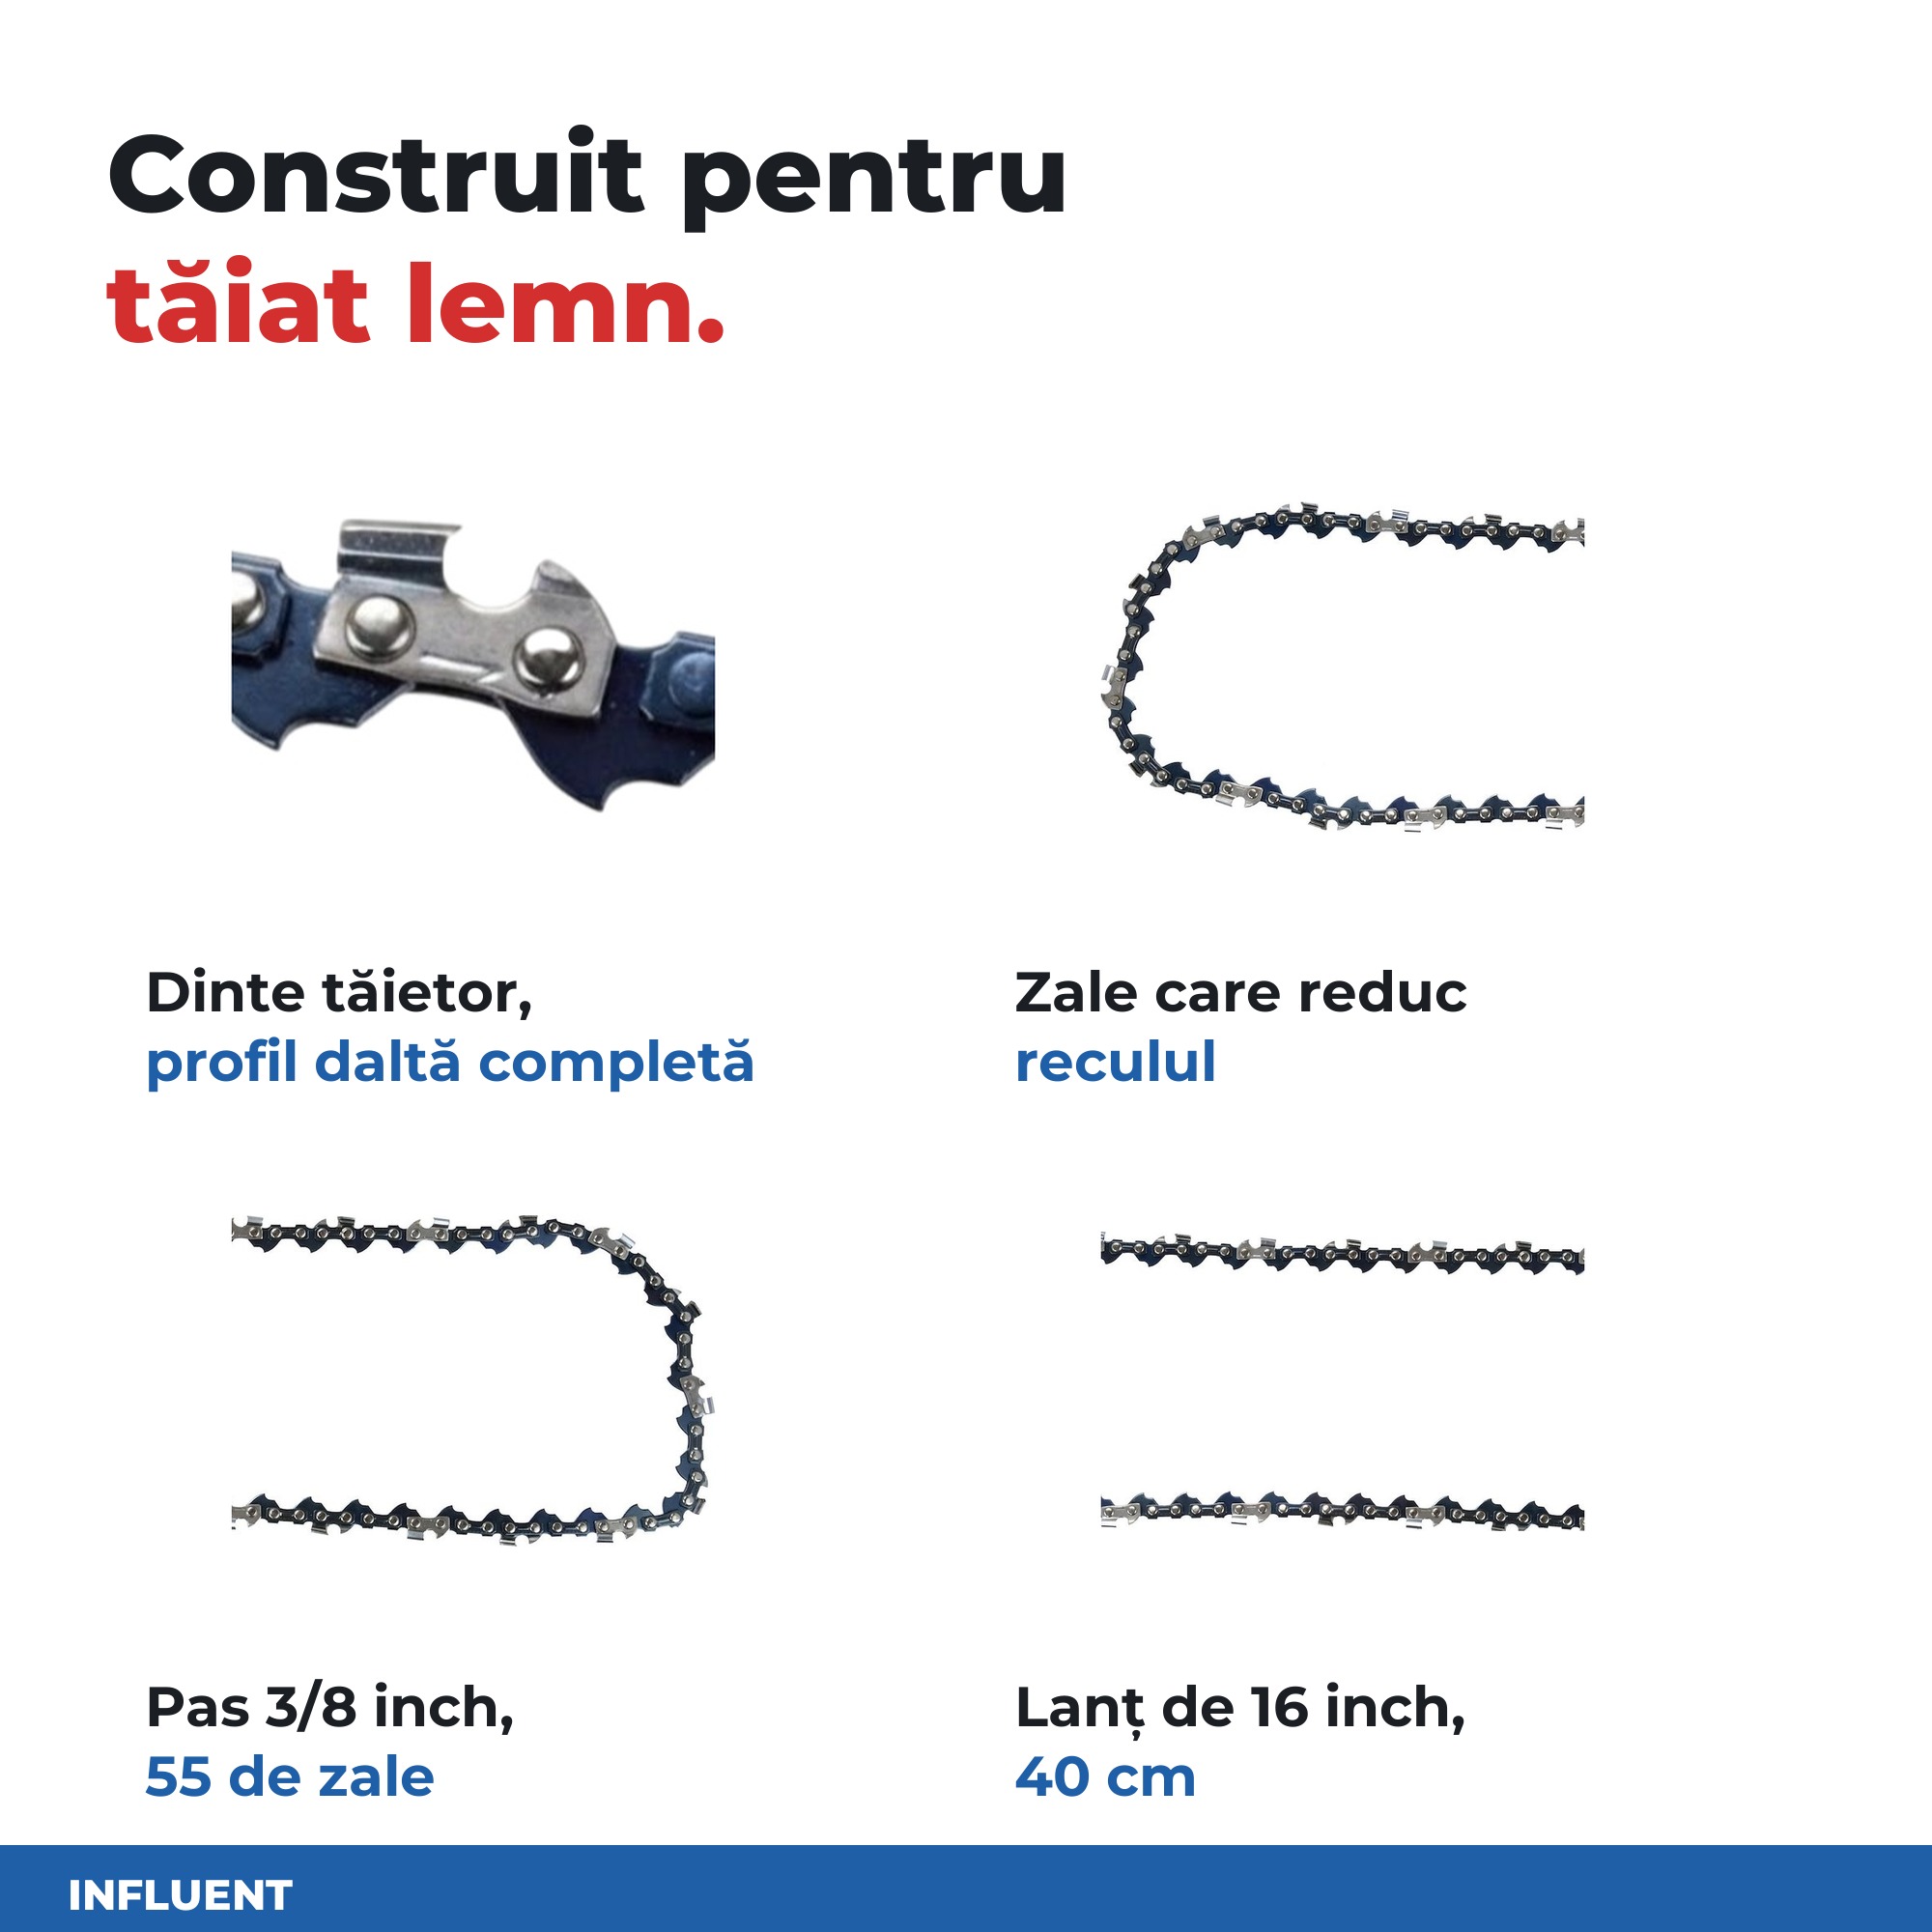 Construit pentru
tăiat lemn.
Dinte tăietor,
profil daltă completă
Zale care reduc
reculul
Pas 3/8 inch,
55 de zale
Lanț de 16 inch,
40 cm
INFLUENT